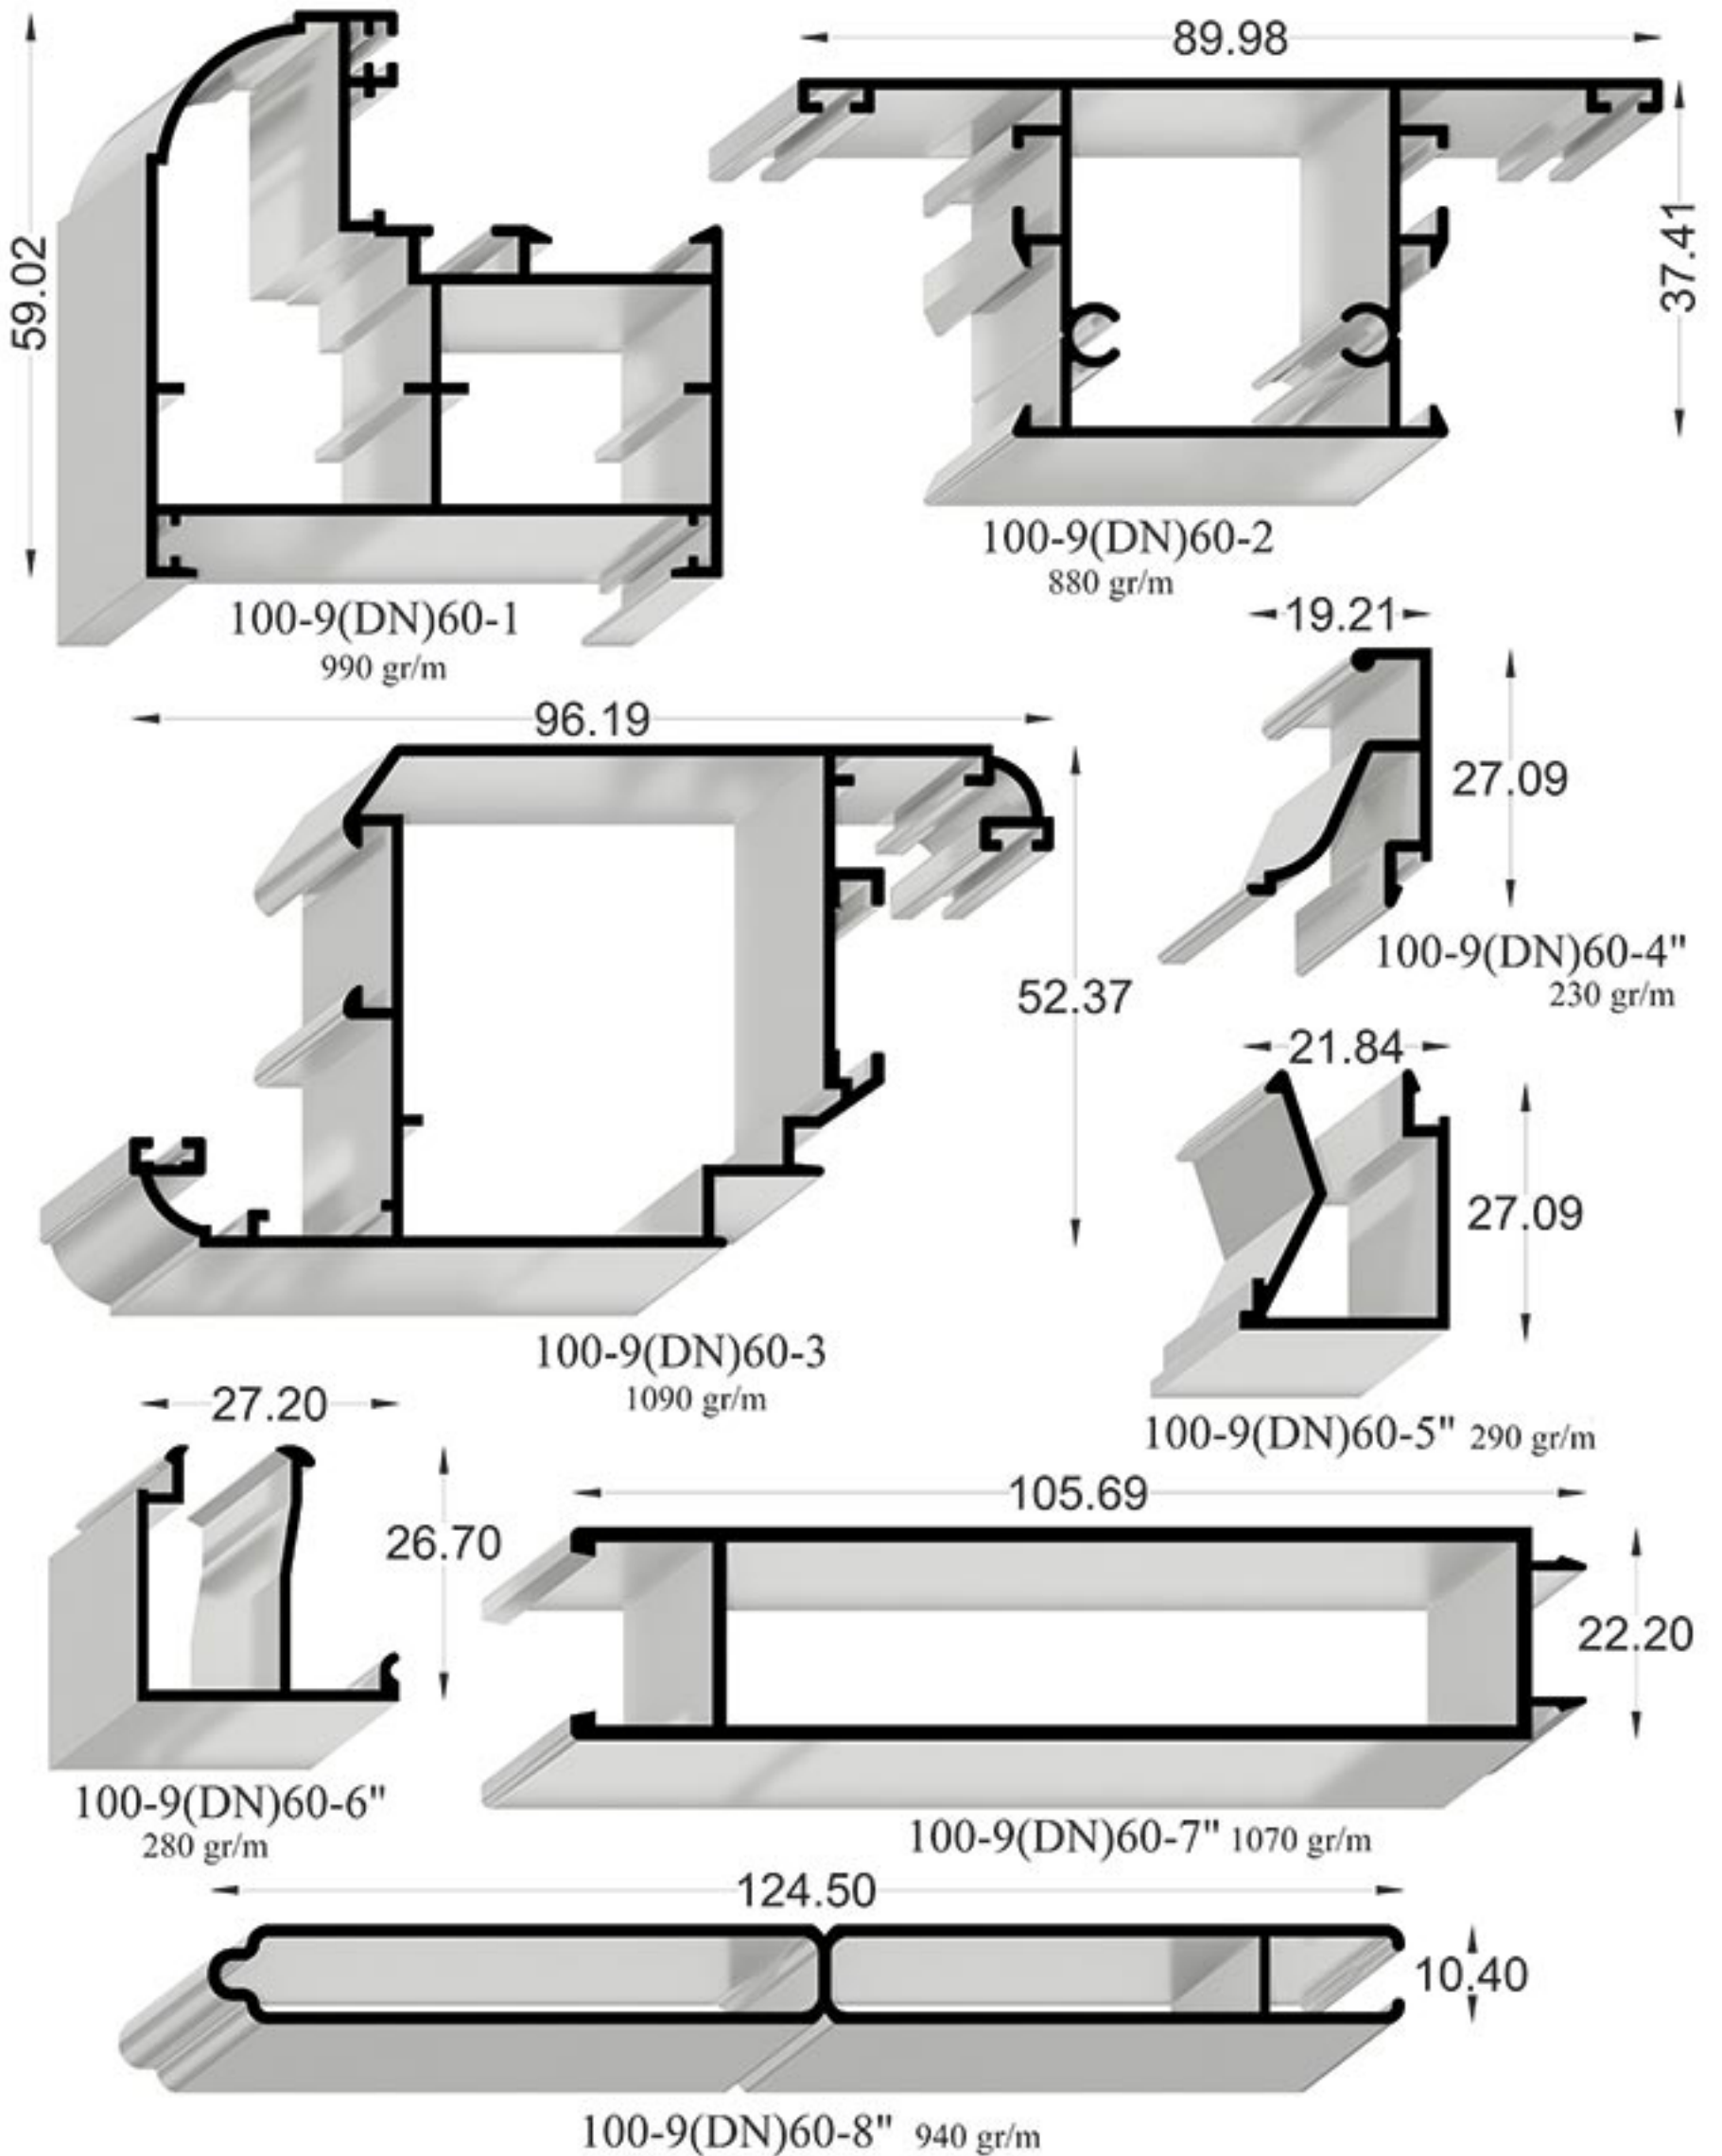 89.98
59.02
37.41
100-9(DN)60-2
880 gr/m
100-9(DN)60-1
990 gr/m
19.21
96.19
27.09
100-9(DN)60-4"
230 gr/m
52.37
21.84
27.09
100-9(DN)60-3
1090 gr/m
100-9(DN)60-5" 290 gr/m
27.20
26.70
105.69
22.20
100-9(DN)60-6"
280 gr/m
100-9(DN)60-7" 1070 gr/m
124.50
10.40
100-9(DN)60-8" 940 gr/m